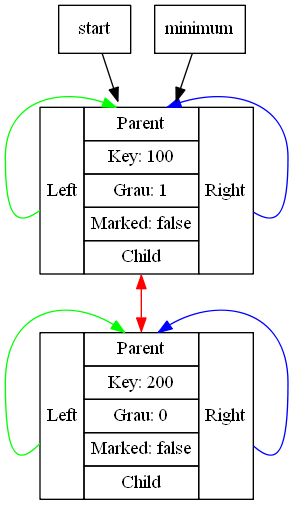 start minimum
Parent
Key: 100
Left Grau: 1 Right
Marked: false
Child
Parent
Key: 200
Left Grau: 0 Right
Marked: false
Child